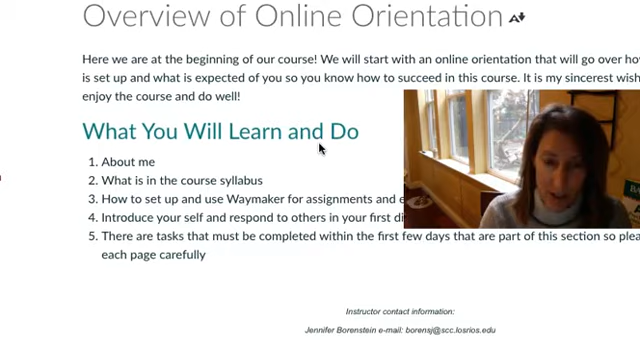 Overview of Online Orientation
Here we are at the beginning of our course! We will start with an online orientation that will go over
is set up and what is expected of you so you know how to succeed in this course. It is my sincerest wish
enjoy the course and do well!
What You Will Learn and Do
1. About me
2. What is in the course syllabus
3. How to set up and use Waymaker for assignments and
4. Introduce your self and respond to others in your first
5. There are tasks that must be completed within the first few days that are part of this section so
each page carefully
Instructor contact information:
Jennifer Borenstein e-mail: borensj@scc.losrios.edu